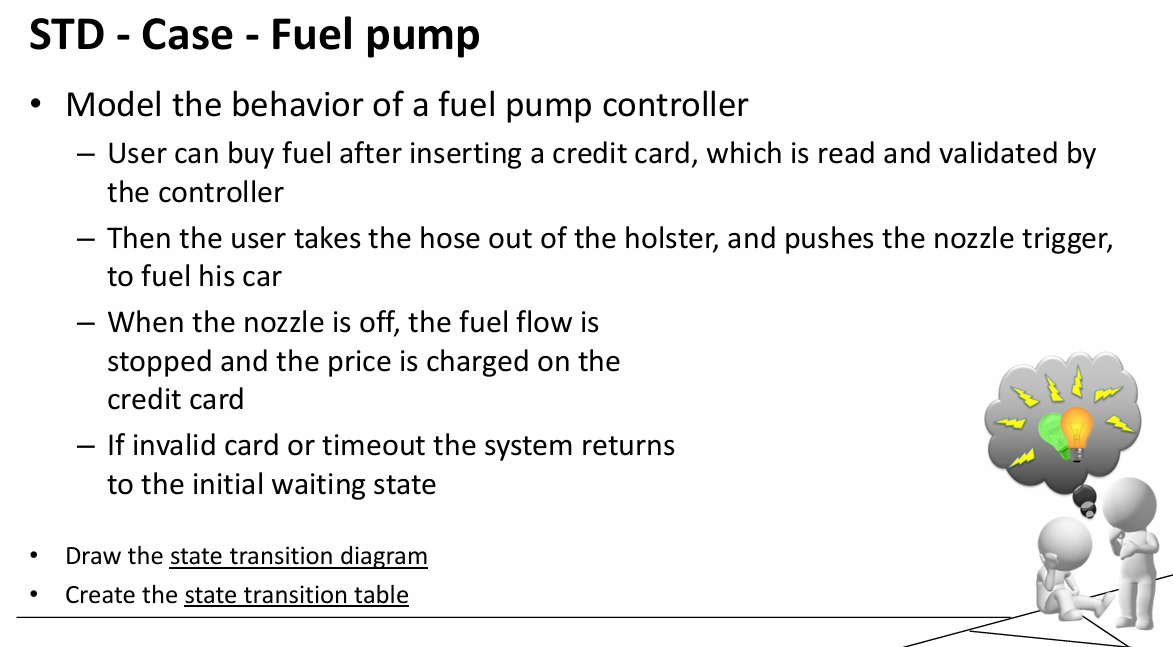 STD - Case - Fuel pump
• Model the behavior of a fuel pump controller
– User can buy fuel after inserting a credit card, which is read and validated by
the controller
– Then the user takes the hose out of the holster, and pushes the nozzle trigger,
to fuel his car
– When the nozzle is off, the fuel flow is
stopped and the price is charged on the
credit card
– If invalid card or timeout the system returns
to the initial waiting state
• Draw the state transition diagram
• Create the state transition table